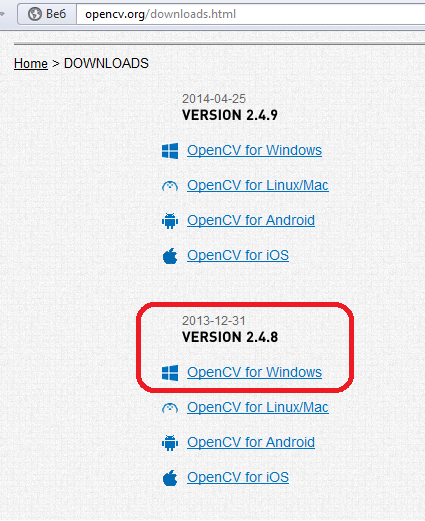 Веб
opencv.org/downloads.html
Home > DOWNLOADS
2014-04-25
VERSION 2.4.9
OpenCV for Windows
OpenCV for Linux/Mac
OpenCV for Android
OpenCV for iOS
2013-12-31
VERSION 2.4.8
OpenCV for Windows
OpenCV for Linux/Mac
OpenCV for Android
OpenCV for iOS